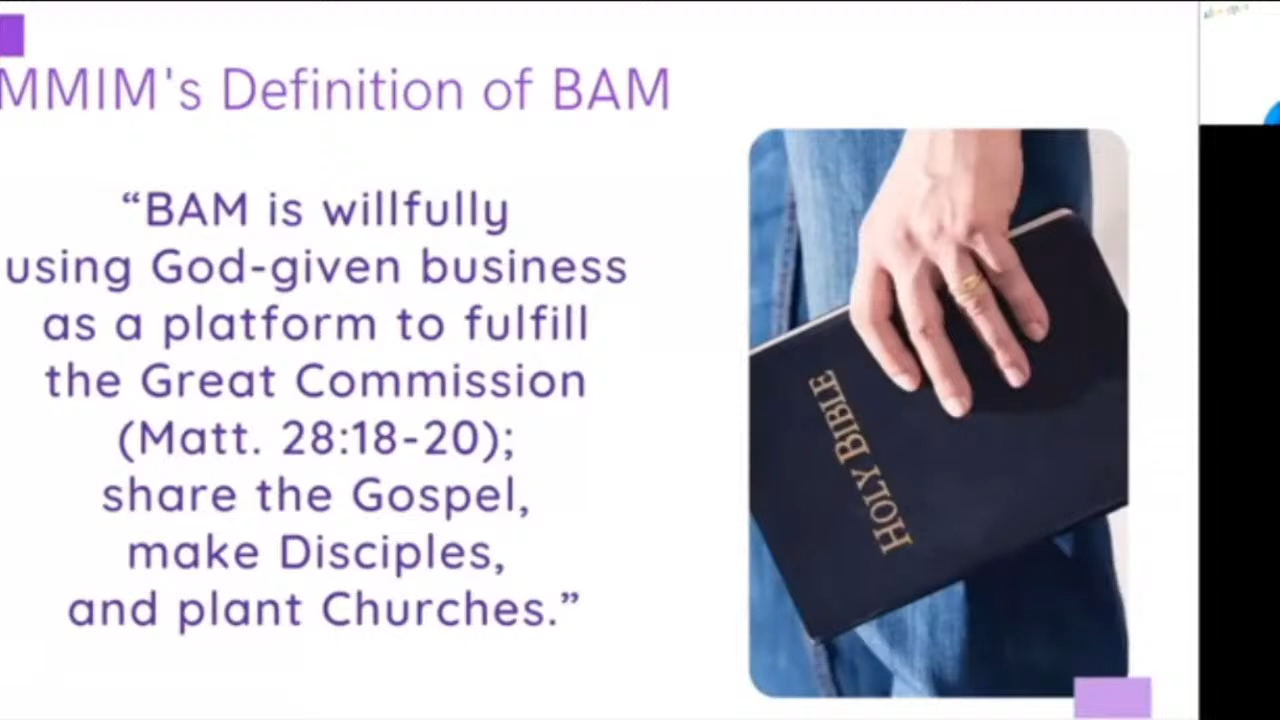 MMIM's Definition of BAM
“BAM is willfully
using God-given business
as a platform to fulfill
the Great Commission
(Matt. 28:18-20);
share the Gospel,
make Disciples,
and plant Churches.”
HOLY BIBLE